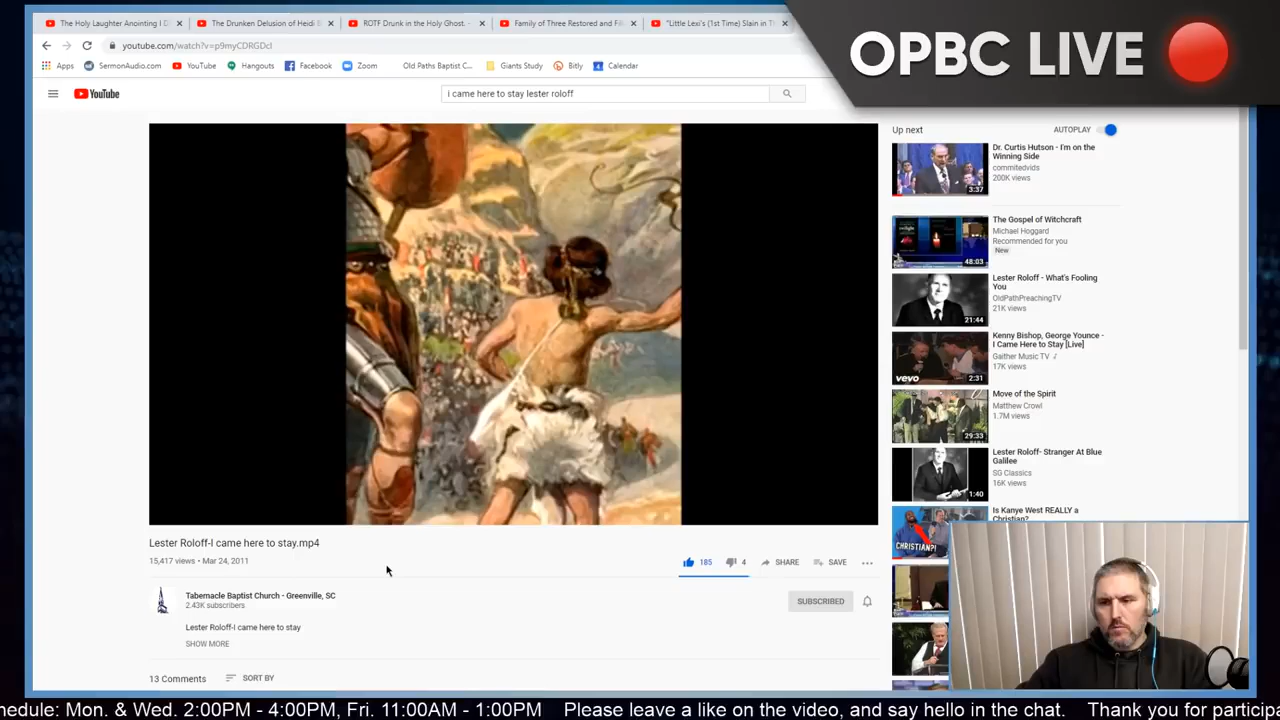 The Holy Laughter Anointing I D
The Drunken Delusion of Heidi B
ROTF Drunk in the Holy Ghost. -
Family of Three Restored and Fil
"Little Lexi's (1st Time) Slain in Th
OPBC LIVE
youtube.com/watch?v=p9myCDRGDcI
Apps
SermonAudio.com
YouTube
Hangouts
Facebook
Zoom
Old Paths Baptist C...
Giants Study
Bitly
Calendar
YouTube
i came here to stay lester roloff
Up next
AUTOPLAY
Dr. Curtis Hutson - I'm on the
Winning Side
commitedvids
200K views
3:37
The Gospel of Witchcraft
Michael Hoggard
Recommended for you
New
48:03
Lester Roloff - What's Fooling
You
OldPathPreachingTV
21K views
21:44
Kenny Bishop, George Younce -
I Came Here to Stay [Live]
Gaither Music TV
17K views
vevo
2:31
Move of the Spirit
Matthew Crowl
1.7M views
29:33
Lester Roloff- Stranger At Blue
Galilee
SG Classics
16K views
1:40
Is Kanye West REALLY a
Christian?
CHRISTIAN?!
Lester Roloff-I came here to stay.mp4
15,417 views • Mar 24, 2011
185
4
SHARE
SAVE
Tabernacle Baptist Church - Greenville, SC
2.43K subscribers
SUBSCRIBED
Lester Roloff-I came here to stay
SHOW MORE
13 Comments
SORT BY
hedule: Mon. & Wed. 2:00PM - 4:00PM, Fri. 11:00AM - 1:00PM
Please leave a like on the video, and say hello in the chat.
Thank you for participa